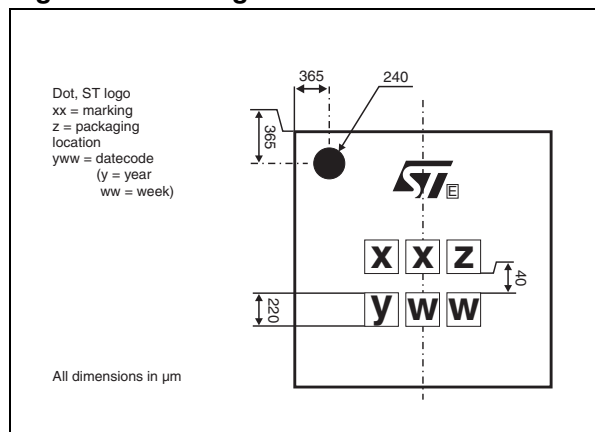 365
240
Dot, ST logo
xx = marking
z = packaging
location
yww = datecode
(y = year
ww = week)
365
ST
E
x x z
40
y w w
220
All dimensions in µm